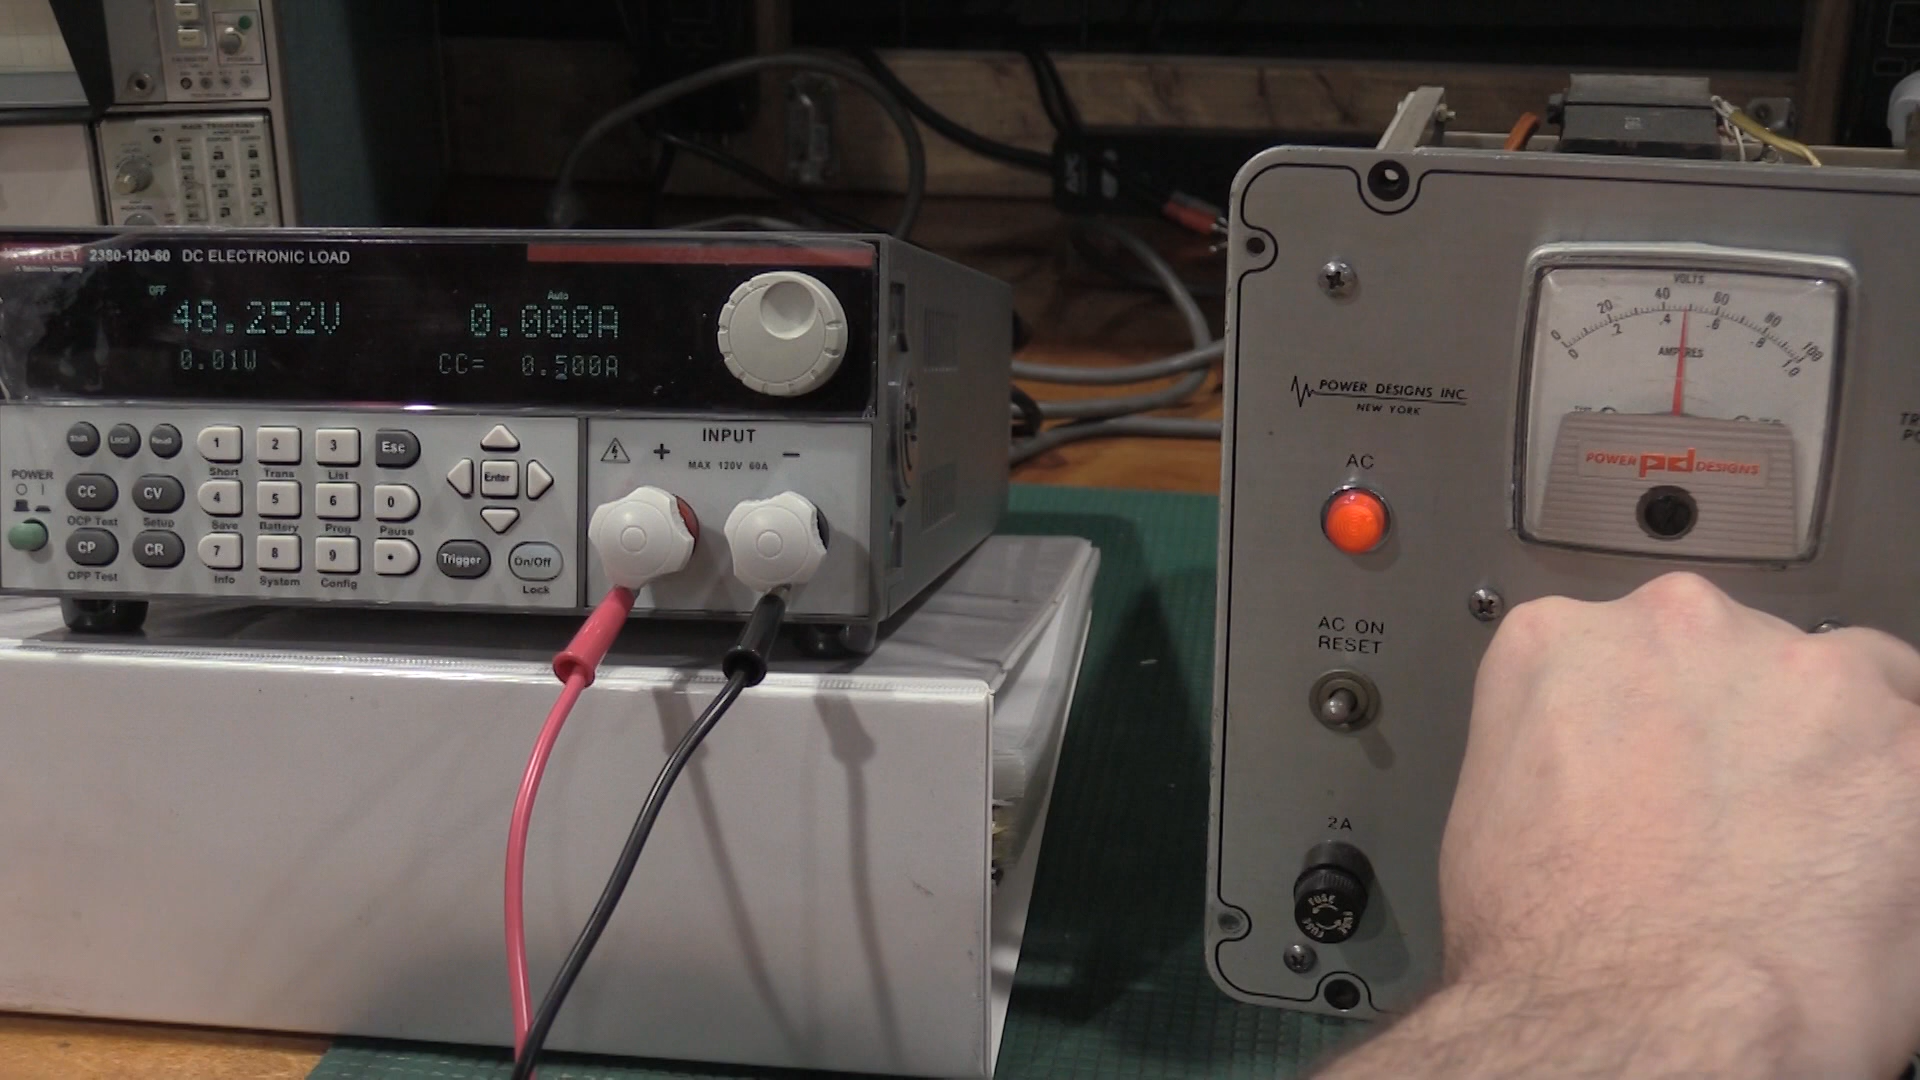 2380-120-60 DC ELECTRONIC LOAD
OFF
Auto
48.252V 0.000A
0.01W CC= 0.500A
INPUT
+ −
MAX 120V 60A
POWER
Shift Local Recall 1 2 3 Esc
Short Trans List
CC CV 4 5 6 0
Enter
OCP Test Setup Save Battery Prog Pause
CP CR 7 8 9 • Trigger On/Off
OPP Test Info System Config Lock
APC
VOLTS
0 20 40 60 80 100
0 .2 .4 .6 .8 1.0
AMPERES
POWER DESIGNS INC.
NEW YORK
POWER pd DESIGNS
AC
AC ON
RESET
2A
FUSE
FUSE